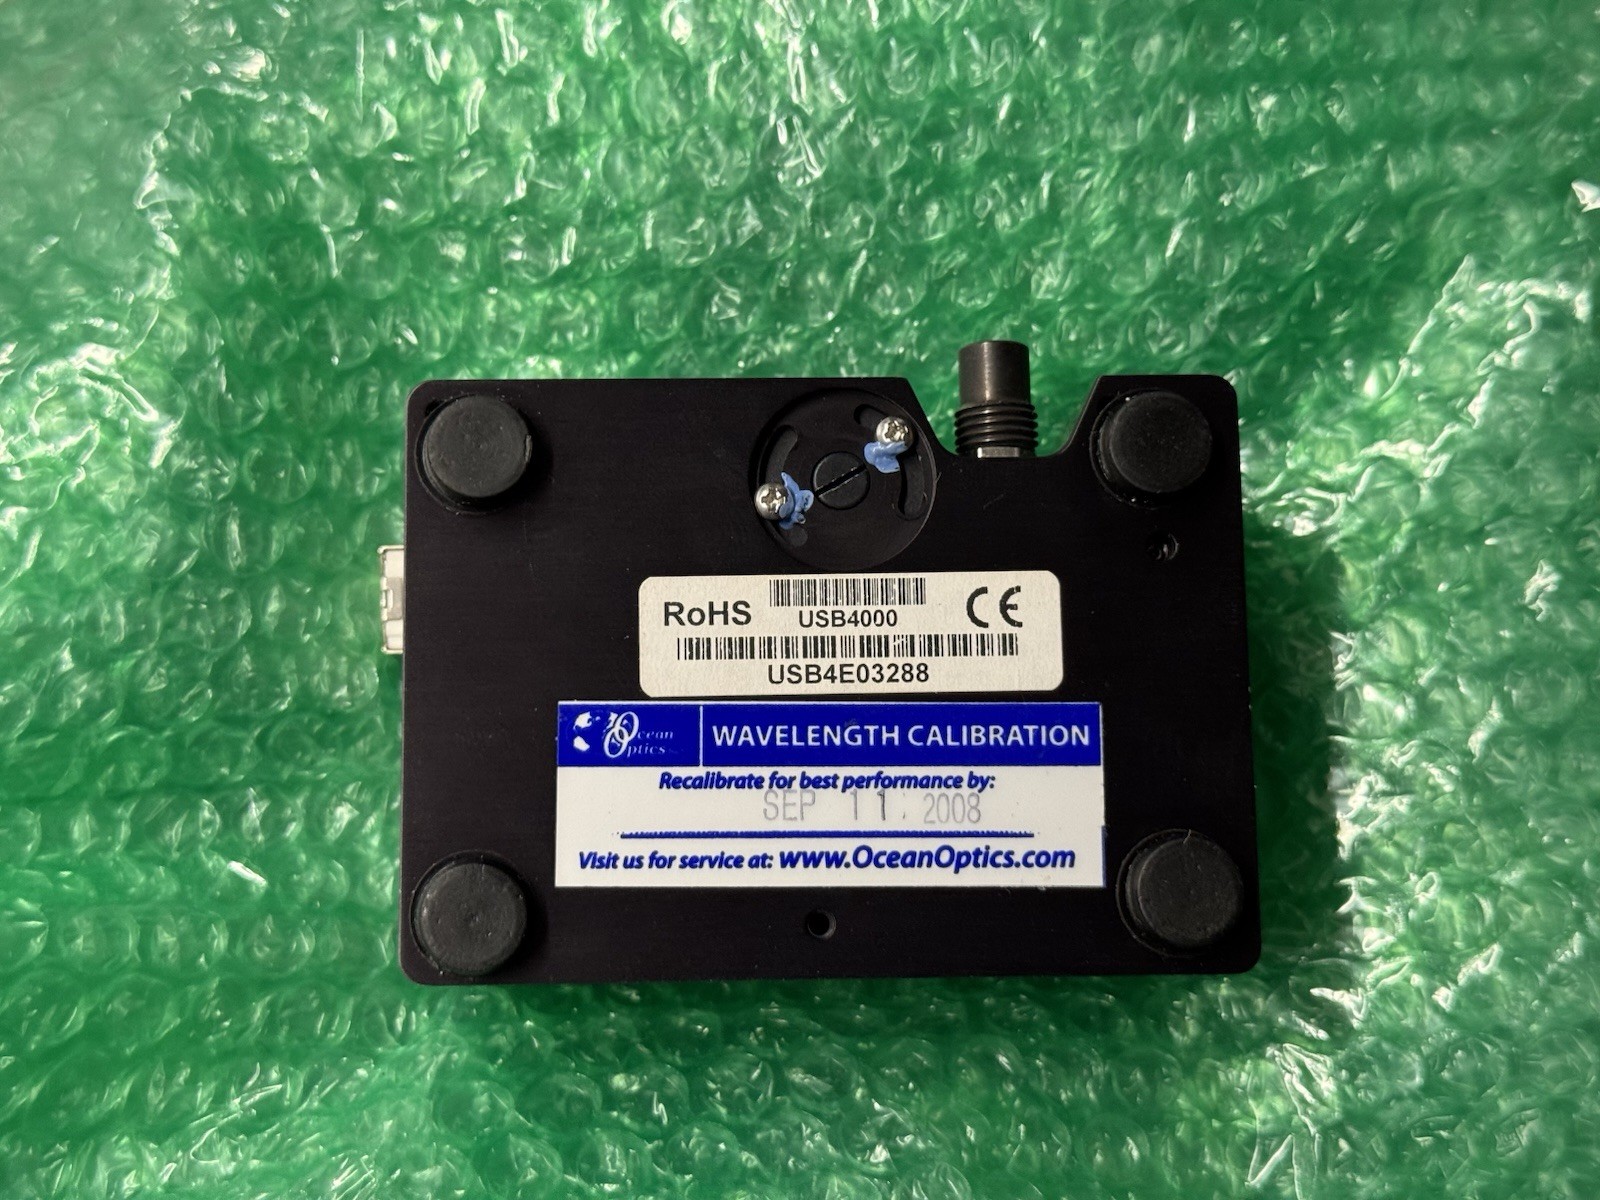 RoHS USB4000 CE
USB4E03288
Ocean Optics WAVELENGTH CALIBRATION
Recalibrate for best performance by:
SEP 11 2008
Visit us for service at: www.OceanOptics.com